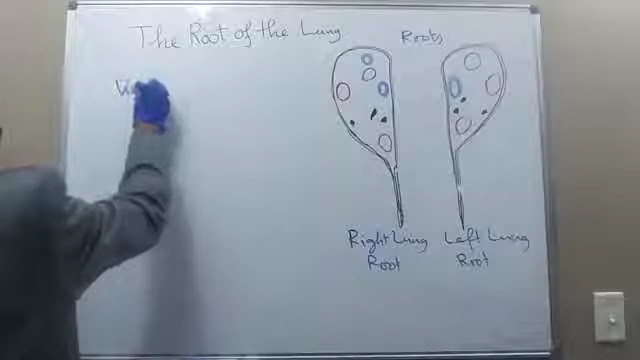 The Root of the Lung
Roots
Right Lung
Root
Left Lung
Root